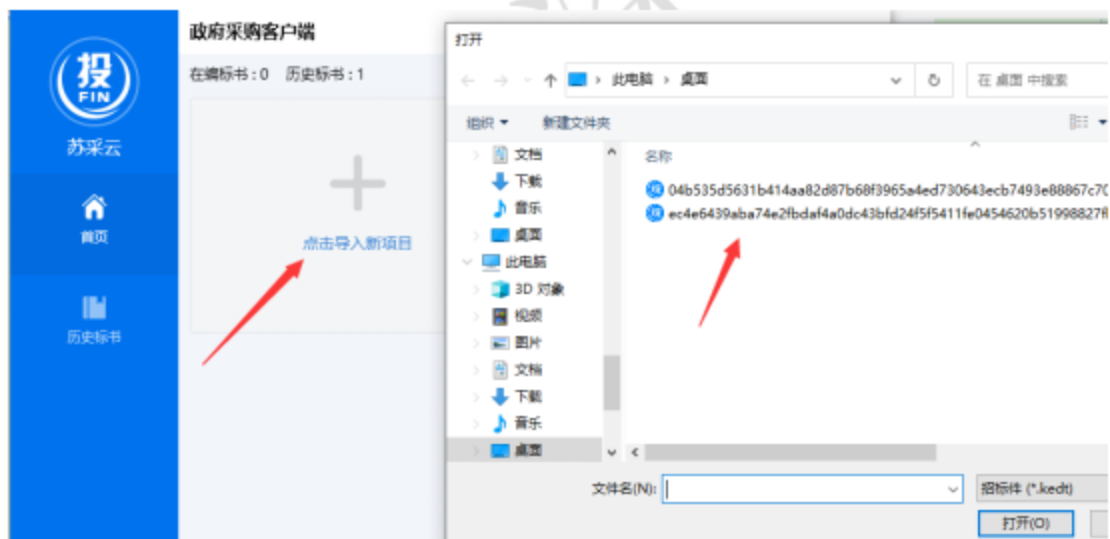 政府采购客户端
在编标书:0 历史标书:1
投
FIN
苏采云
首页
历史标书
点击导入新项目
打开
此电脑 › 桌面
在 桌面 中搜索
组织
新建文件夹
文档
下载
音乐
桌面
此电脑
3D 对象
视频
图片
文档
下载
音乐
桌面
名称
04b535d5631b414aa82d87b68f3965a4ed730643ecb7493e88867c70
ec4e6439aba74e2fbdaf4a0dc43bfd24f5f5411fe0454620b51998827f
文件名(N):
招标件 (*.kedt)
打开(O)